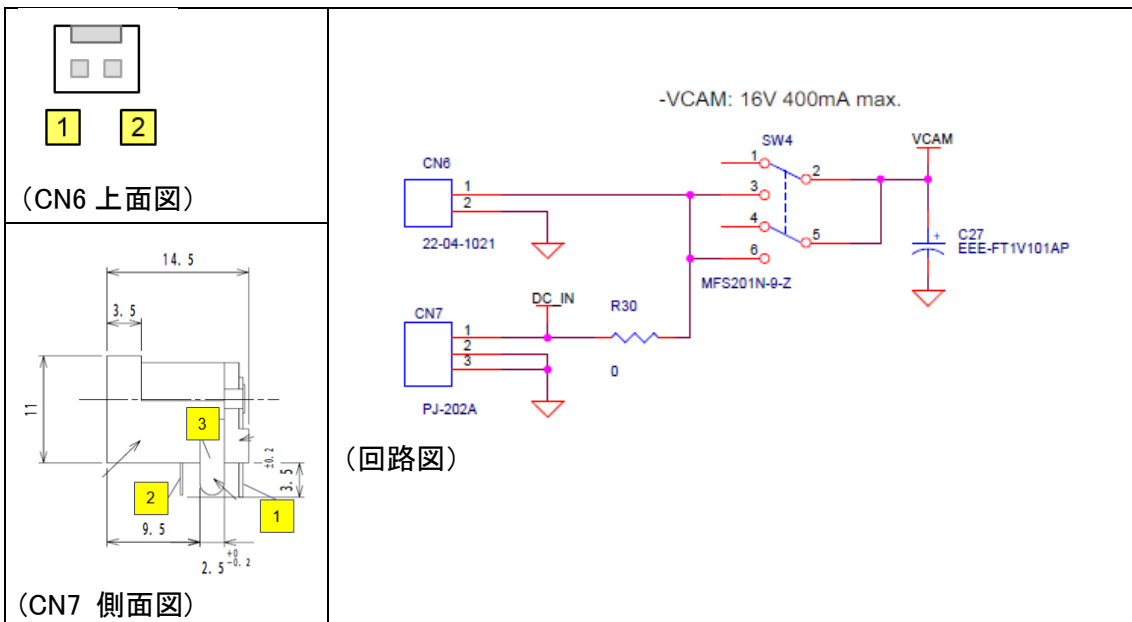 1 2
(CN6 上面図)
14.5
3.5
11
3
±0.2
3.5
2
1
9.5
2.5 +0 -0.2
(CN7 側面図)
-VCAM: 16V 400mA max.
SW4
VCAM
CN6
1
2
22-04-1021
1
2
3
4
5
6
MFS201N-9-Z
+
C27
EEE-FT1V101AP
DC_IN
R30
0
CN7
1
2
3
PJ-202A
(回路図)